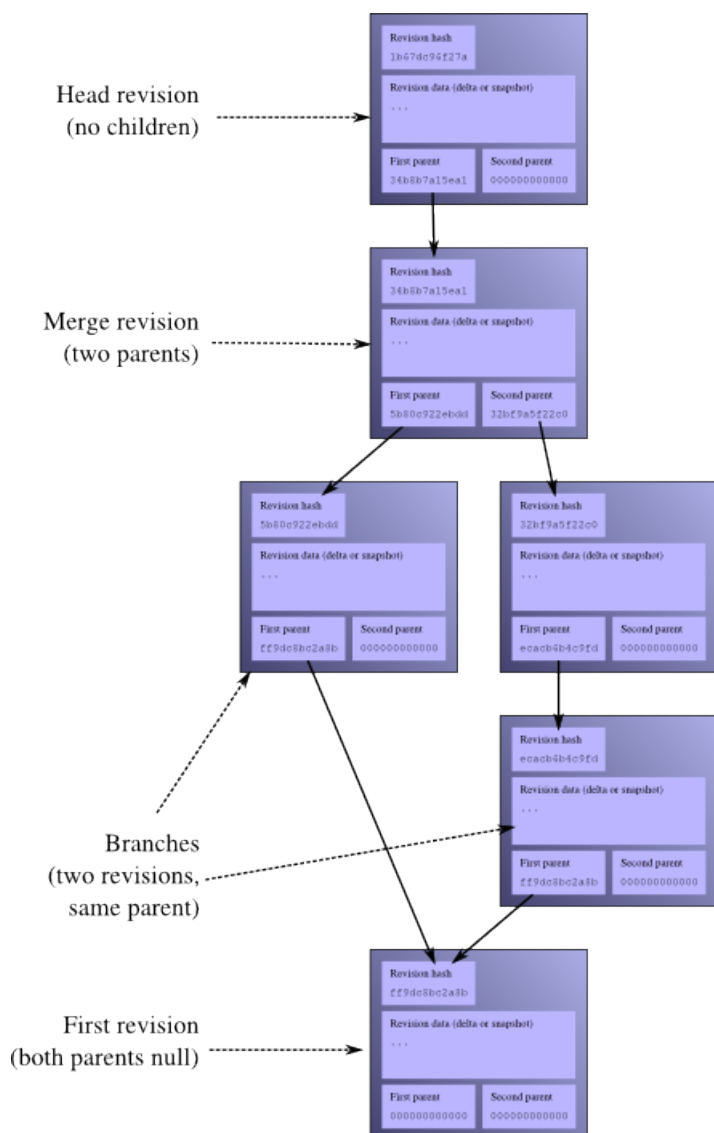 Revision hash
1b67dc96f27a
Revision data (delta or snapshot)
...
First parent
34b8b7a15ea1
Second parent
000000000000
Head revision
(no children)
Revision hash
34b8b7a15ea1
Revision data (delta or snapshot)
...
First parent
5b80c922ebdd
Second parent
32bf9a5f22c0
Merge revision
(two parents)
Revision hash
5b80c922ebdd
Revision data (delta or snapshot)
...
First parent
ff9dc8bc2a8b
Second parent
000000000000
Revision hash
32bf9a5f22c0
Revision data (delta or snapshot)
...
First parent
ecacb6b4c9fd
Second parent
000000000000
Revision hash
ecacb6b4c9fd
Revision data (delta or snapshot)
...
First parent
ff9dc8bc2a8b
Second parent
000000000000
Branches
(two revisions,
same parent)
Revision hash
ff9dc8bc2a8b
Revision data (delta or snapshot)
...
First parent
000000000000
Second parent
000000000000
First revision
(both parents null)